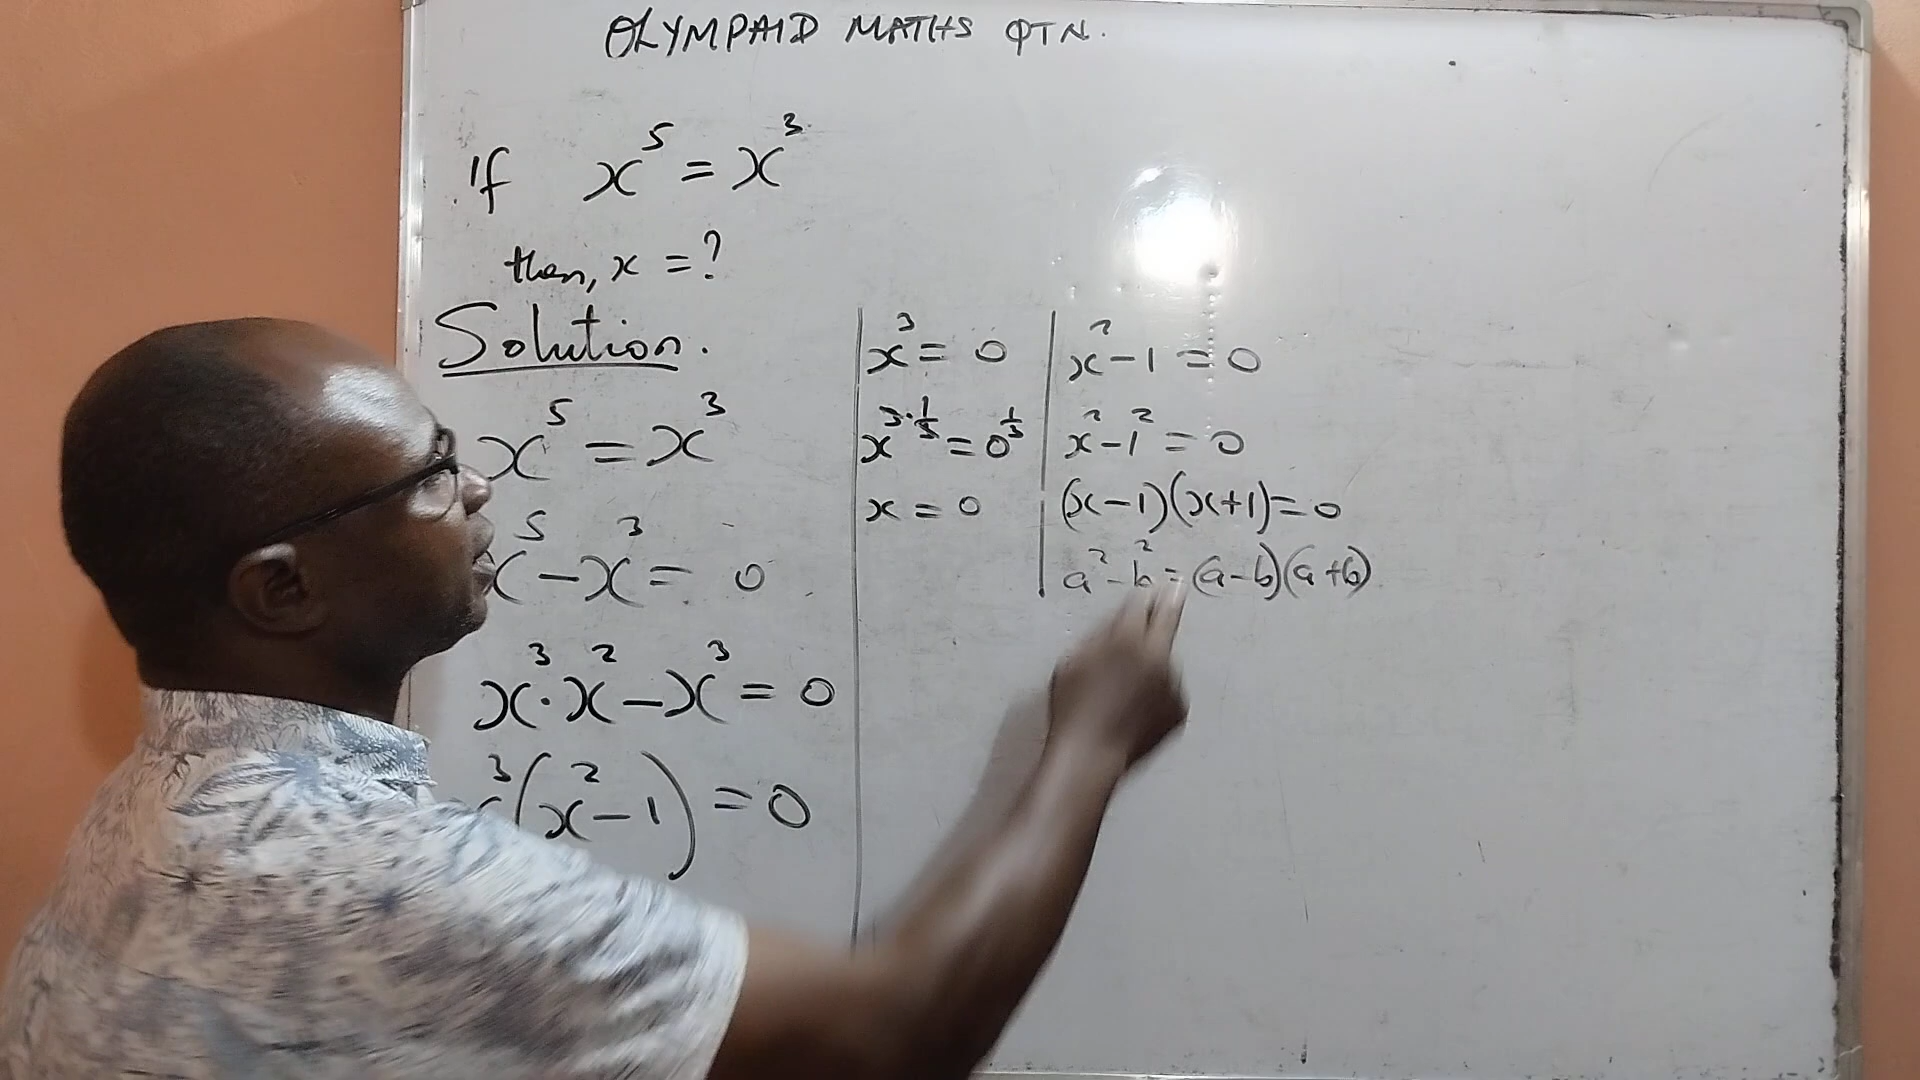 OLYMPAID MATHS QTN.
If x⁵ = x³
then, x = ?
Solution.
x⁵ = x³
x⁵ - x³ = 0
x³·x² - x³ = 0
x³(x² - 1) = 0
x³ = 0
x^(3·1/3) = 0^(1/3)
x = 0
x² - 1 = 0
x² - 1² = 0
(x-1)(x+1) = 0
a² - b² = (a-b)(a+b)